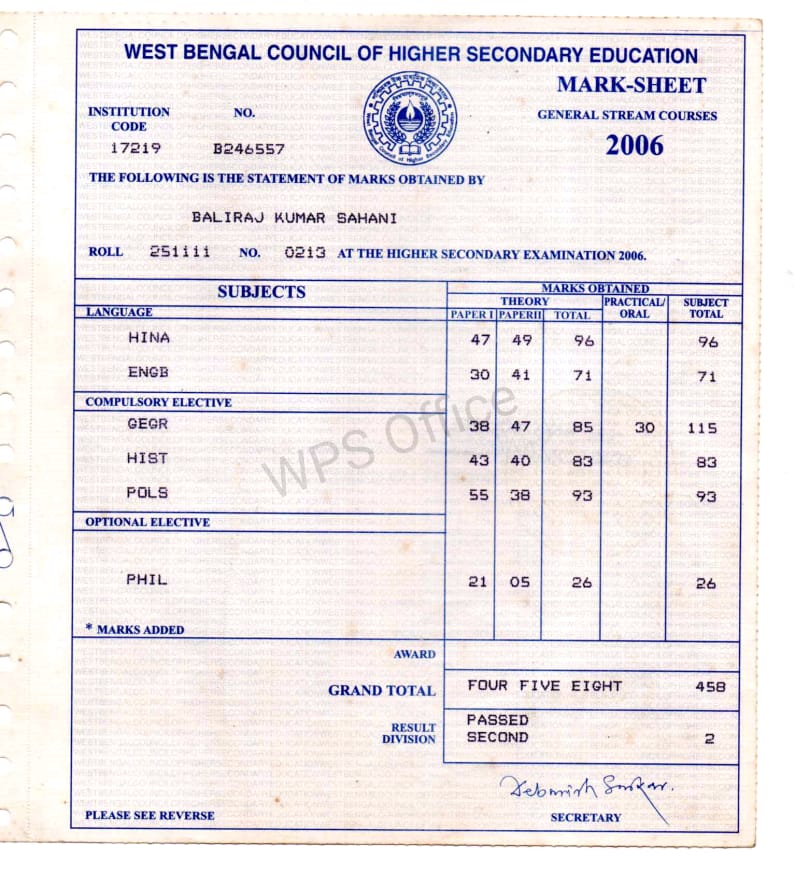 WEST BENGAL COUNCIL OF HIGHER SECONDARY EDUCATION
MARK-SHEET
INSTITUTION CODE NO. GENERAL STREAM COURSES
17219 B246557 2006
THE FOLLOWING IS THE STATEMENT OF MARKS OBTAINED BY
BALIRAJ KUMAR SAHANI
ROLL 251111 NO. 0213 AT THE HIGHER SECONDARY EXAMINATION 2006.
SUBJECTS MARKS OBTAINED
THEORY PRACTICAL/ORAL SUBJECT TOTAL
LANGUAGE PAPER I PAPERII TOTAL
HINA 47 49 96 96
ENGB 30 41 71 71
COMPULSORY ELECTIVE
GEGR 38 47 85 30 115
HIST 43 40 83 83
POLS 55 38 93 93
WPS Office
OPTIONAL ELECTIVE
PHIL 21 05 26 26
* MARKS ADDED
AWARD
GRAND TOTAL FOUR FIVE EIGHT 458
RESULT PASSED
DIVISION SECOND 2
Debasish Sarkar.
PLEASE SEE REVERSE SECRETARY